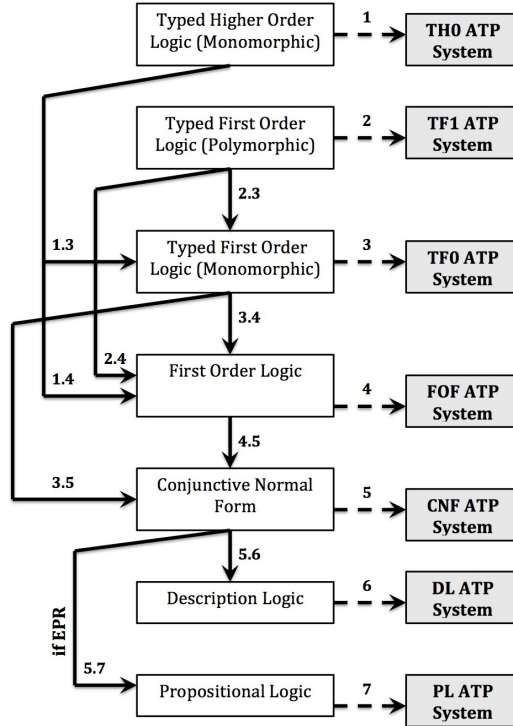 Typed Higher Order
Logic (Monomorphic)
1
TH0 ATP
System
Typed First Order
Logic (Polymorphic)
2
TF1 ATP
System
2.3
1.3
Typed First Order
Logic (Monomorphic)
3
TF0 ATP
System
3.4
2.4
1.4
First Order Logic
4
FOF ATP
System
4.5
3.5
Conjunctive Normal
Form
5
CNF ATP
System
5.6
if EPR
Description Logic
6
DL ATP
System
5.7
Propositional Logic
7
PL ATP
System